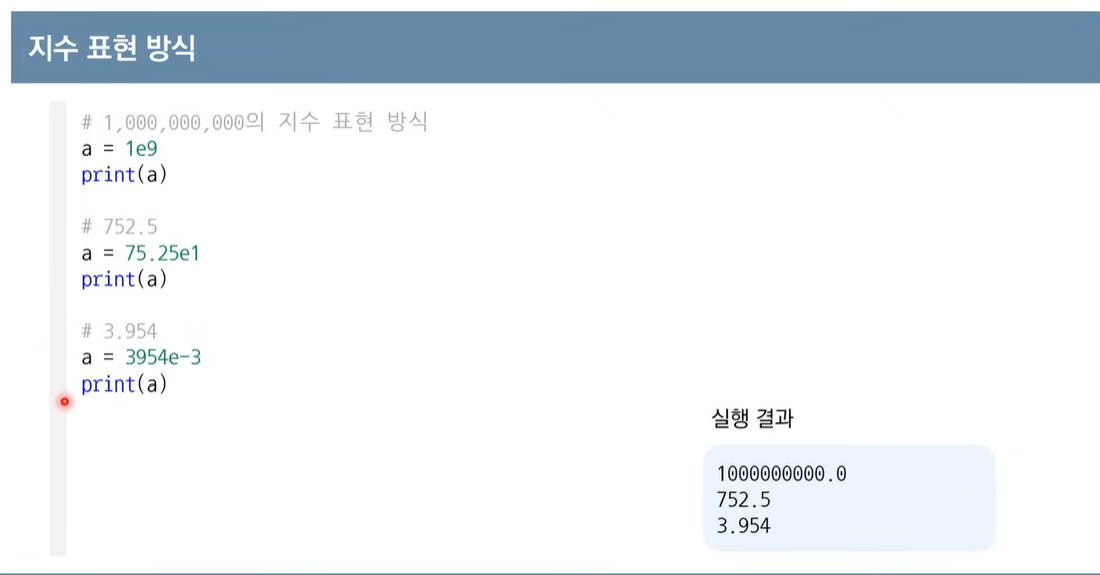 지수 표현 방식
# 1,000,000,000의 지수 표현 방식
a = 1e9
print(a)
# 752.5
a = 75.25e1
print(a)
# 3.954
a = 3954e-3
print(a)
실행 결과
1000000000.0
752.5
3.954